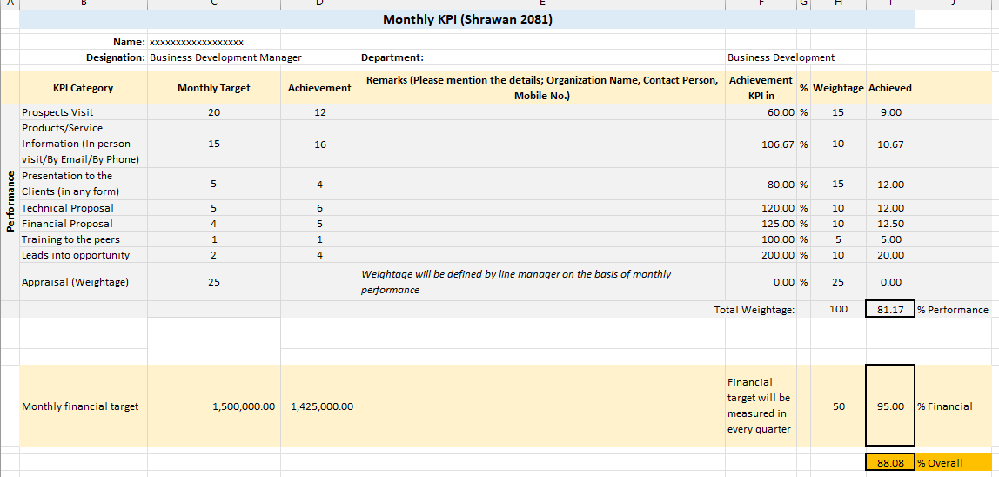 A B C D E F G H I J
Monthly KPI (Shrawan 2081)
Name: xxxxxxxxxxxxxxxxxx
Designation: Business Development Manager Department: Business Development
KPI Category Monthly Target Achievement Remarks (Please mention the details; Organization Name, Contact Person, Mobile No.) Achievement KPI in % Weightage Achieved
Performance
Prospects Visit 20 12 60.00 % 15 9.00
Products/Service
Information (In person
visit/By Email/By Phone) 15 16 106.67 % 10 10.67
Presentation to the
Clients (in any form) 5 4 80.00 % 15 12.00
Technical Proposal 5 6 120.00 % 10 12.00
Financial Proposal 4 5 125.00 % 10 12.50
Training to the peers 1 1 100.00 % 5 5.00
Leads into opportunity 2 4 200.00 % 10 20.00
Appraisal (Weightage) 25 Weightage will be defined by line manager on the basis of monthly performance 0.00 % 25 0.00
Total Weightage: 100 81.17 % Performance
Monthly financial target 1,500,000.00 1,425,000.00 Financial target will be measured in every quarter 50 95.00 % Financial
88.08 % Overall